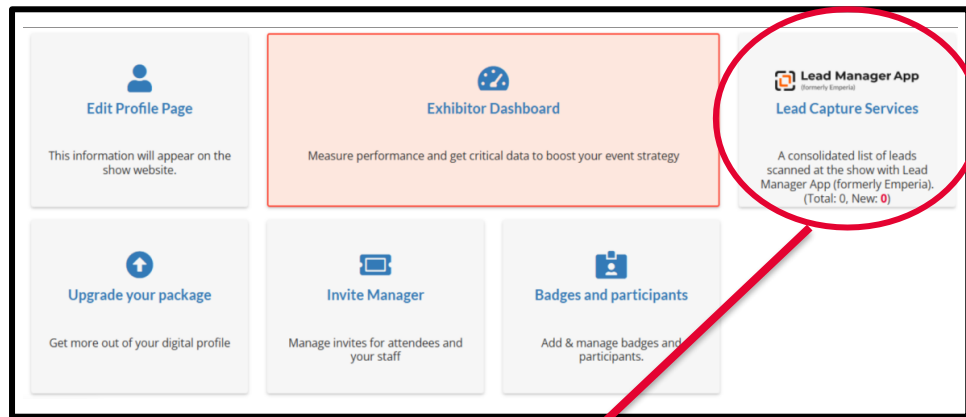 Edit Profile Page
This information will appear on the
show website.
Exhibitor Dashboard
Measure performance and get critical data to boost your event strategy
Lead Manager App
(formerly Emperia)
Lead Capture Services
A consolidated list of leads
scanned at the show with Lead
Manager App (formerly Emperia).
(Total: 0, New: 0)
Upgrade your package
Get more out of your digital profile
Invite Manager
Manage invites for attendees and
your staff
Badges and participants
Add & manage badges and
participants.